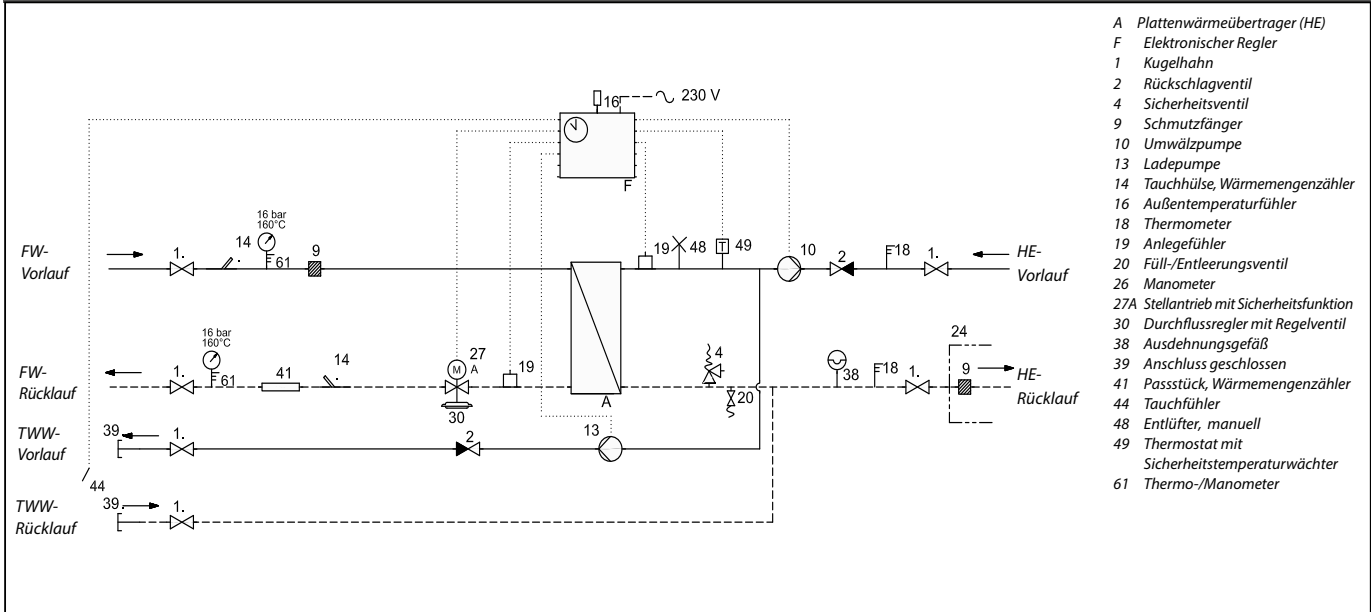 A Plattenwärmeübertrager (HE)
F Elektronischer Regler
1 Kugelhahn
2 Rückschlagventil
4 Sicherheitsventil
9 Schmutzfänger
10 Umwälzpumpe
13 Ladepumpe
14 Tauchhülse, Wärmemengenzähler
16 Außentemperaturfühler
18 Thermometer
19 Anlegefühler
20 Füll-/Entleerungsventil
26 Manometer
27A Stellantrieb mit Sicherheitsfunktion
30 Durchflussregler mit Regelventil
38 Ausdehnungsgefäß
39 Anschluss geschlossen
41 Passstück, Wärmemengenzähler
44 Tauchfühler
48 Entlüfter, manuell
49 Thermostat mit
Sicherheitstemperaturwächter
61 Thermo-/Manometer
16 230 V
F
FW-
Vorlauf
1.
14
16 bar
160°C
61
9
19
48
T
49
10
2
18
1.
HE-
Vorlauf
FW-
Rücklauf
1.
16 bar
160°C
61
41
14
27
M A
30
19
A
4
20
38
18
1.
24
9
HE-
Rücklauf
TWW-
Vorlauf
39
1.
2
13
44
TWW-
Rücklauf
39.
1.